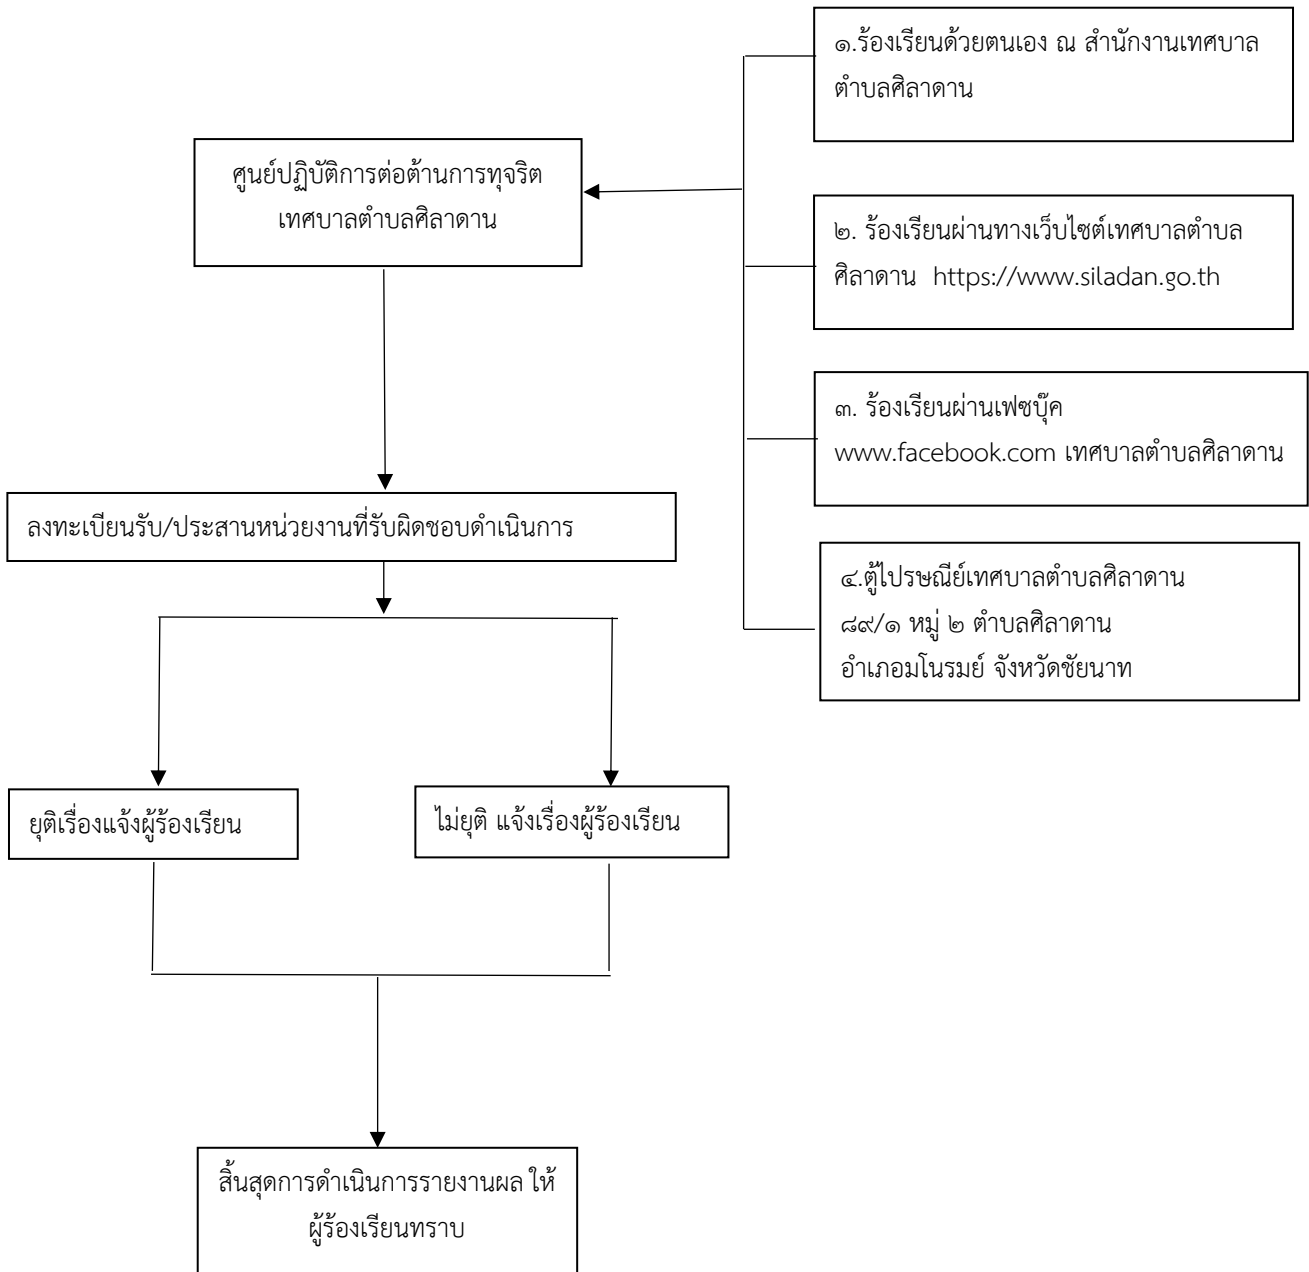 ๑.ร้องเรียนด้วยตนเอง ณ สำนักงานเทศบาล
ตำบลศิลาดาน
ศูนย์ปฏิบัติการต่อต้านการทุจริต
เทศบาลตำบลศิลาดาน
๒. ร้องเรียนผ่านทางเว็บไซต์เทศบาลตำบล
ศิลาดาน https://www.siladan.go.th
๓. ร้องเรียนผ่านเฟซบุ๊ค
www.facebook.com เทศบาลตำบลศิลาดาน
๔.ตู้ไปรษณีย์เทศบาลตำบลศิลาดาน
๘๙/๑ หมู่ ๒ ตำบลศิลาดาน
อำเภอมโนรมย์ จังหวัดชัยนาท
ลงทะเบียนรับ/ประสานหน่วยงานที่รับผิดชอบดำเนินการ
ยุติเรื่องแจ้งผู้ร้องเรียน
ไม่ยุติ แจ้งเรื่องผู้ร้องเรียน
สิ้นสุดการดำเนินการรายงานผล ให้
ผู้ร้องเรียนทราบ